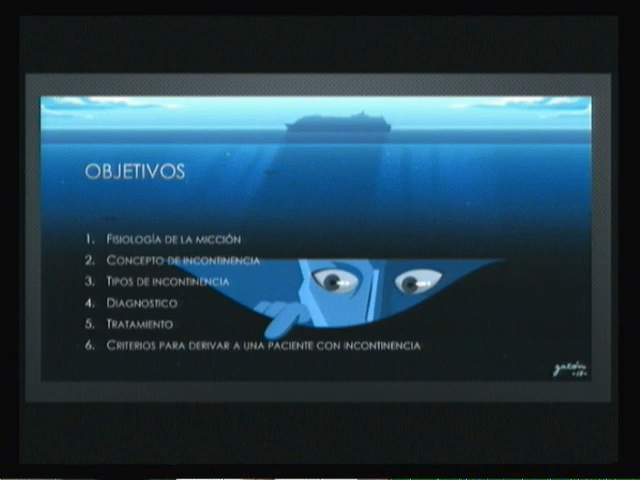 OBJETIVOS
1. FISIOLOGÍA DE LA MICCIÓN
2. CONCEPTO DE INCONTINENCIA
3. TIPOS DE INCONTINENCIA
4. DIAGNOSTICO
5. TRATAMIENTO
6. CRITERIOS PARA DERIVAR A UNA PACIENTE CON INCONTINENCIA